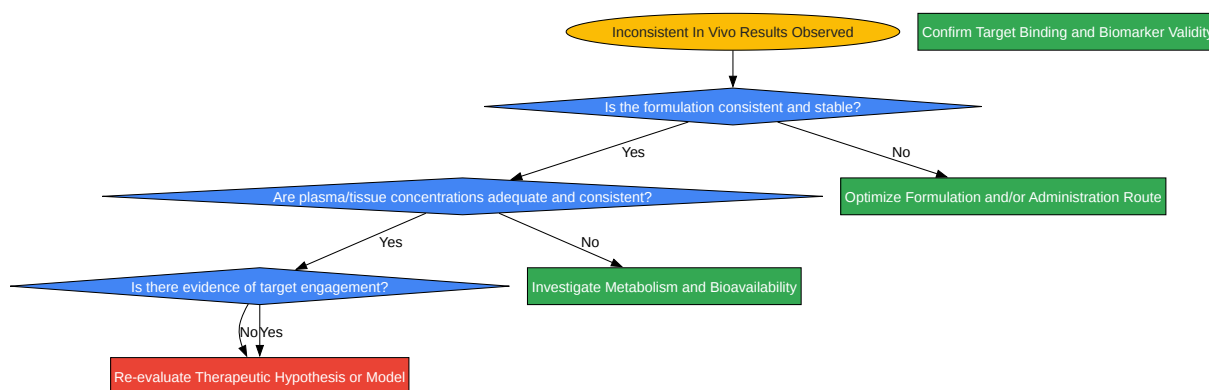 Inconsistent In Vivo Results Observed
Confirm Target Binding and Biomarker Validity
Is the formulation consistent and stable?
Yes
No
Are plasma/tissue concentrations adequate and consistent?
Optimize Formulation and/or Administration Route
Yes
No
Is there evidence of target engagement?
Investigate Metabolism and Bioavailability
No
Yes
Re-evaluate Therapeutic Hypothesis or Model